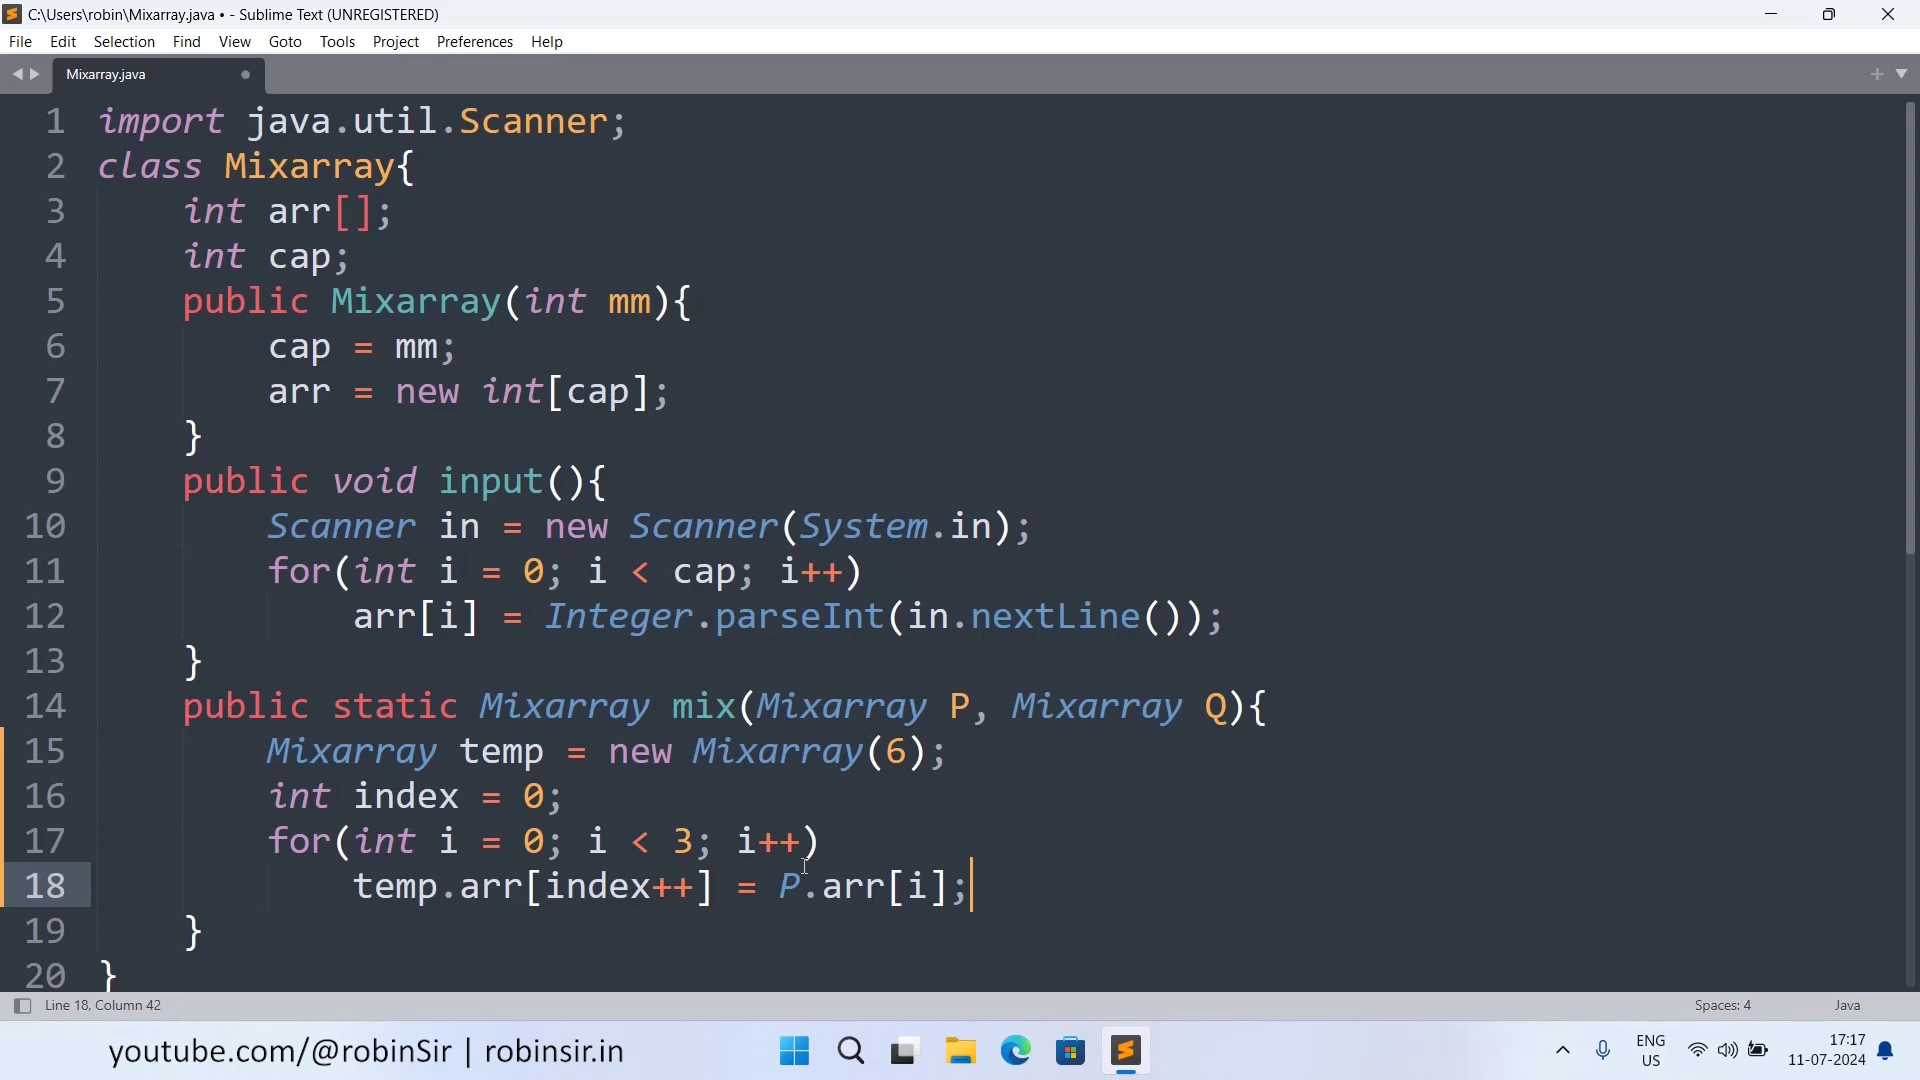 C:\Users\robin\Mixarray.java • - Sublime Text (UNREGISTERED)
File Edit Selection Find View Goto Tools Project Preferences Help
Mixarray.java
1 import java.util.Scanner;
2 class Mixarray{
3 int arr[];
4 int cap;
5 public Mixarray(int mm){
6 cap = mm;
7 arr = new int[cap];
8 }
9 public void input(){
10 Scanner in = new Scanner(System.in);
11 for(int i = 0; i < cap; i++)
12 arr[i] = Integer.parseInt(in.nextLine());
13 }
14 public static Mixarray mix(Mixarray P, Mixarray Q){
15 Mixarray temp = new Mixarray(6);
16 int index = 0;
17 for(int i = 0; i < 3; i++)
18 temp.arr[index++] = P.arr[i];
19 }
20 }
Line 18, Column 42 Spaces: 4 Java
youtube.com/@robinSir | robinsir.in
ENG
US
17:17
11-07-2024